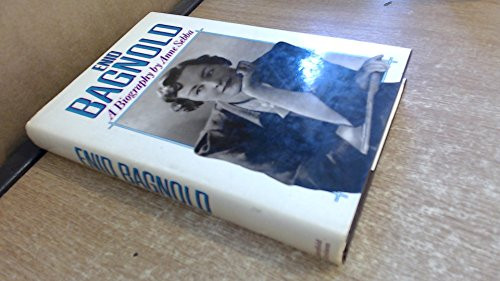 ENID
BAGNOLD
A Biography by Anne Sebba
ENID BAGNOLD